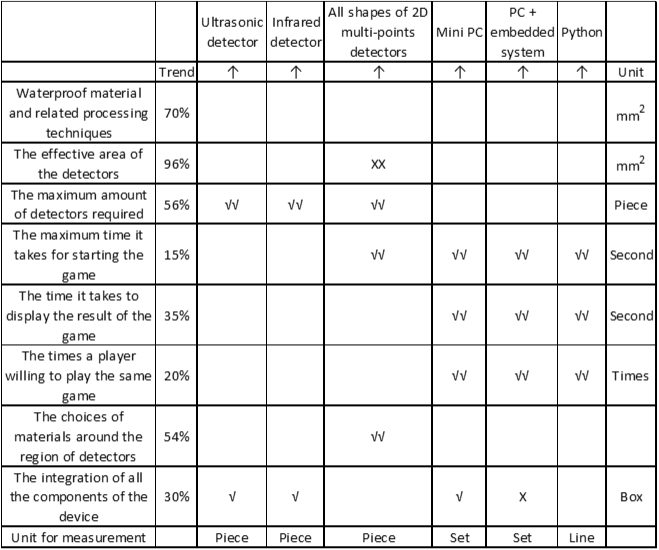 Ultrasonic detector Infrared detector All shapes of 2D multi-points detectors Mini PC PC + embedded system Python
Trend ↑ ↑ ↑ ↑ ↑ ↑ Unit
Waterproof material and related processing techniques 70% mm2
The effective area of the detectors 96% XX mm2
The maximum amount of detectors required 56% √√ √√ √√ Piece
The maximum time it takes for starting the game 15% √√ √√ √√ √√ Second
The time it takes to display the result of the game 35% √√ √√ √√ Second
The times a player willing to play the same game 20% √√ √√ √√ Times
The choices of materials around the region of detectors 54% √√
The integration of all the components of the device 30% √ √ √ X Box
Unit for measurement Piece Piece Piece Set Set Line